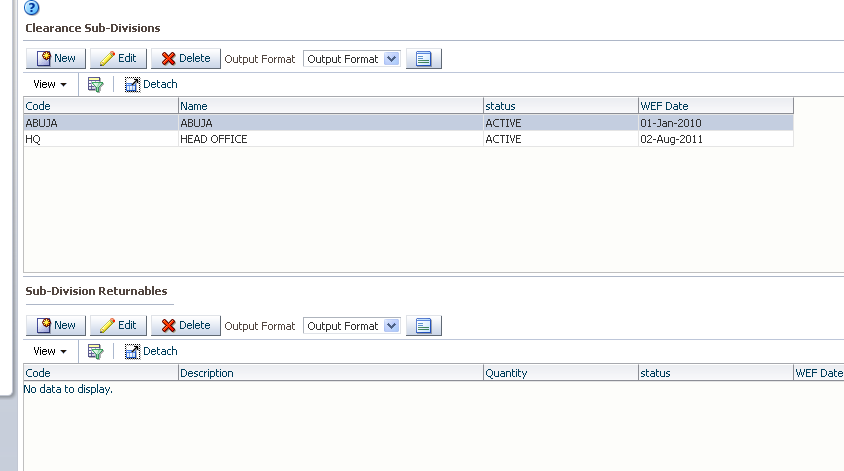 ?
Clearance Sub-Divisions
New Edit Delete Output Format Output Format
View Detach
Code Name status WEF Date
ABUJA ABUJA ACTIVE 01-Jan-2010
HQ HEAD OFFICE ACTIVE 02-Aug-2011
Sub-Division Returnables
New Edit Delete Output Format Output Format
View Detach
Code Description Quantity status WEF Date
No data to display.